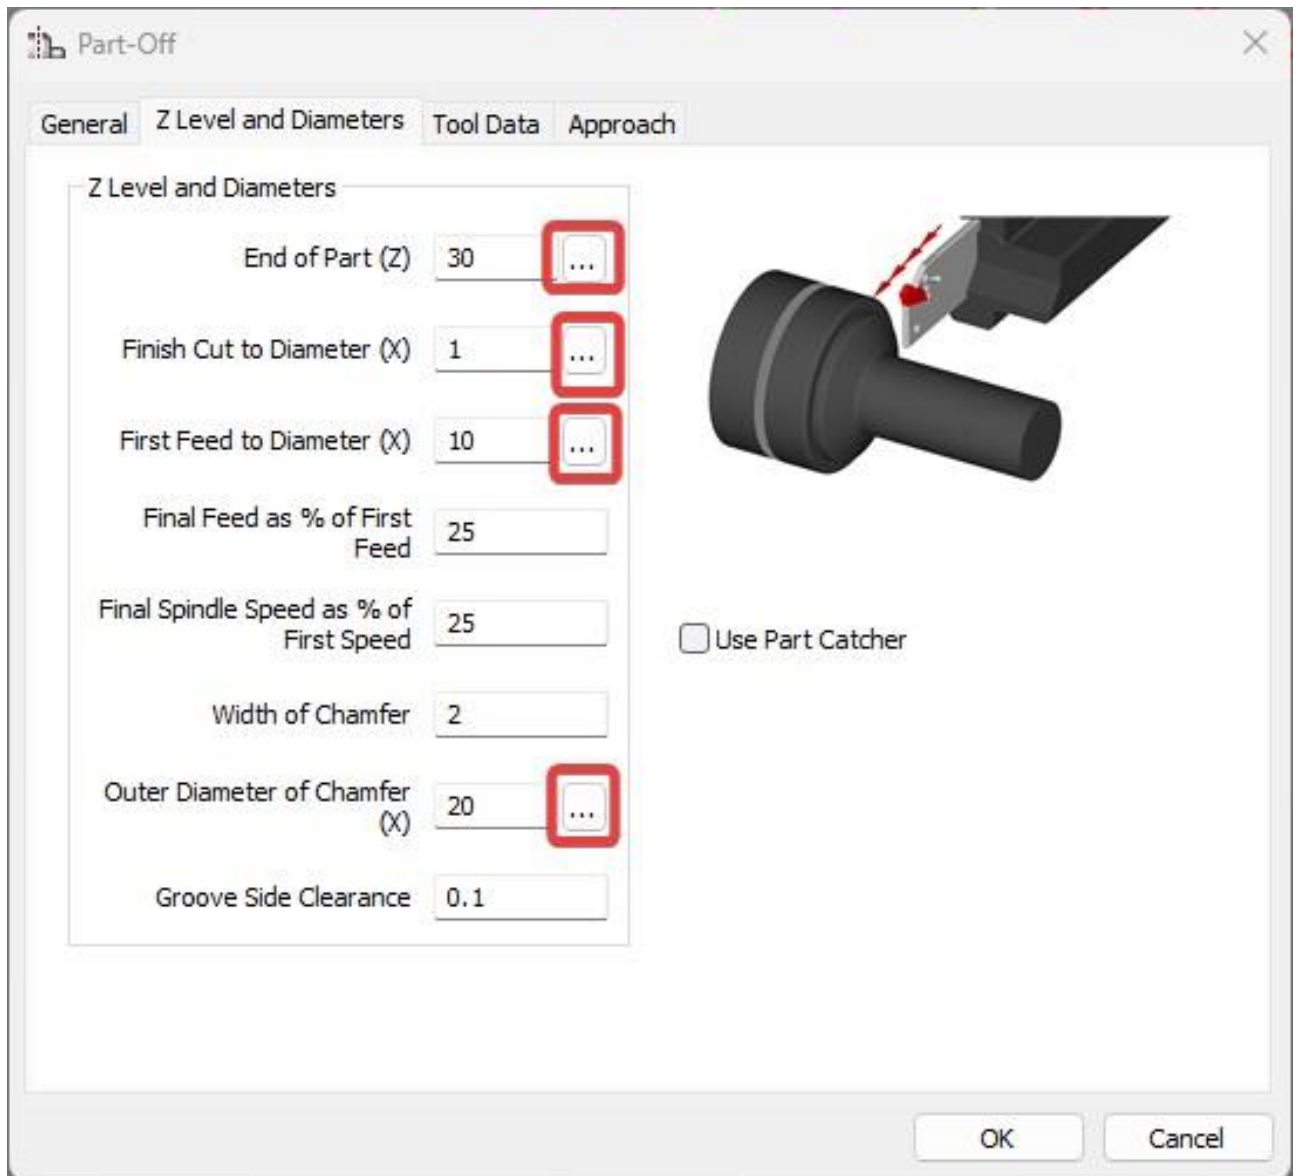 Part-Off
General Z Level and Diameters Tool Data Approach
Z Level and Diameters
End of Part (Z) 30 ...
Finish Cut to Diameter (X) 1 ...
First Feed to Diameter (X) 10 ...
Final Feed as % of First
Feed 25
Final Spindle Speed as % of
First Speed 25
Use Part Catcher
Width of Chamfer 2
Outer Diameter of Chamfer
(X) 20 ...
Groove Side Clearance 0.1
OK Cancel